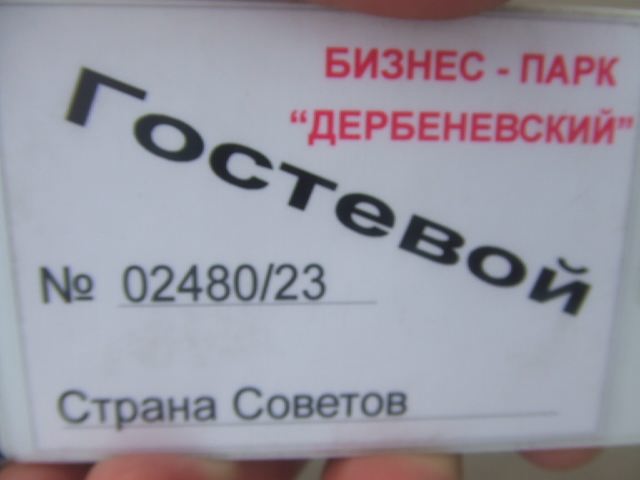 БИЗНЕС - ПАРК
“ДЕРБЕНЕВСКИЙ”
Гостевой
№ 02480/23
Страна Советов